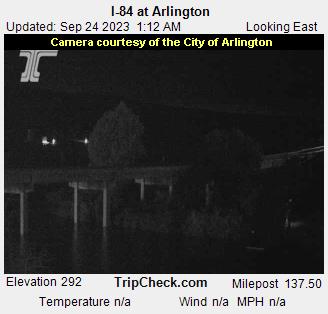 I-84 at Arlington
Updated: Sep 24 2023 1:12 AM Looking East
Camera courtesy of the City of Arlington
Elevation 292 TripCheck.com Milepost 137.50
Temperature n/a Wind n/a MPH n/a